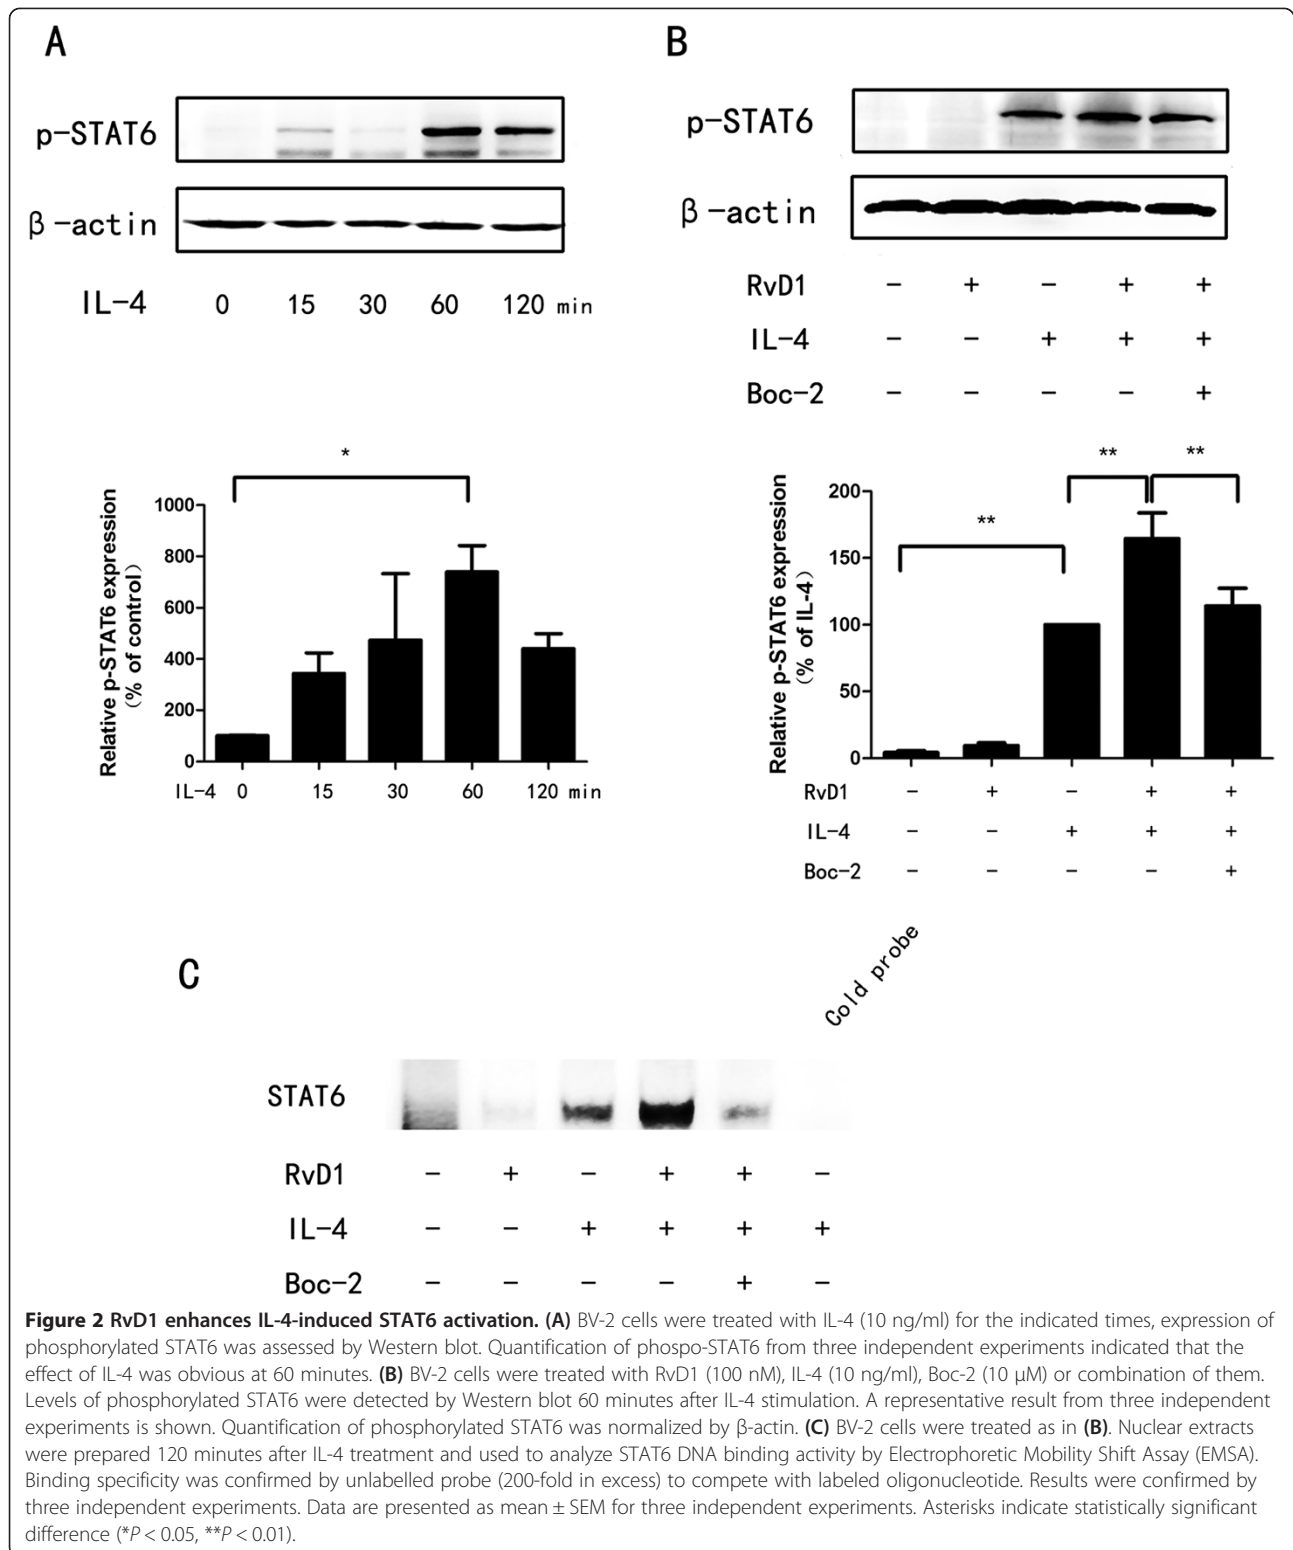 A
p-STAT6
β-actin
IL-4 0 15 30 60 120 min
*
Relative p-STAT6 expression
(% of control)
1000
800
600
400
200
0
IL-4 0 15 30 60 120 min
B
p-STAT6
β-actin
RvD1 - + - + +
IL-4 - - + + +
Boc-2 - - - - +
** **
**
Relative p-STAT6 expression
(% of IL-4)
200
150
100
50
0
RvD1 - + - + +
IL-4 - - + + +
Boc-2 - - - - +
C
Cold probe
STAT6
RvD1 - + - + + -
IL-4 - - + + + +
Boc-2 - - - - + -
Figure 2 RvD1 enhances IL-4-induced STAT6 activation. (A) BV-2 cells were treated with IL-4 (10 ng/ml) for the indicated times, expression of
phosphorylated STAT6 was assessed by Western blot. Quantification of phospo-STAT6 from three independent experiments indicated that the
effect of IL-4 was obvious at 60 minutes. (B) BV-2 cells were treated with RvD1 (100 nM), IL-4 (10 ng/ml), Boc-2 (10 μM) or combination of them.
Levels of phosphorylated STAT6 were detected by Western blot 60 minutes after IL-4 stimulation. A representative result from three independent
experiments is shown. Quantification of phosphorylated STAT6 was normalized by β-actin. (C) BV-2 cells were treated as in (B). Nuclear extracts
were prepared 120 minutes after IL-4 treatment and used to analyze STAT6 DNA binding activity by Electrophoretic Mobility Shift Assay (EMSA).
Binding specificity was confirmed by unlabelled probe (200-fold in excess) to compete with labeled oligonucleotide. Results were confirmed by
three independent experiments. Data are presented as mean ± SEM for three independent experiments. Asterisks indicate statistically significant
difference (*P < 0.05, **P < 0.01).